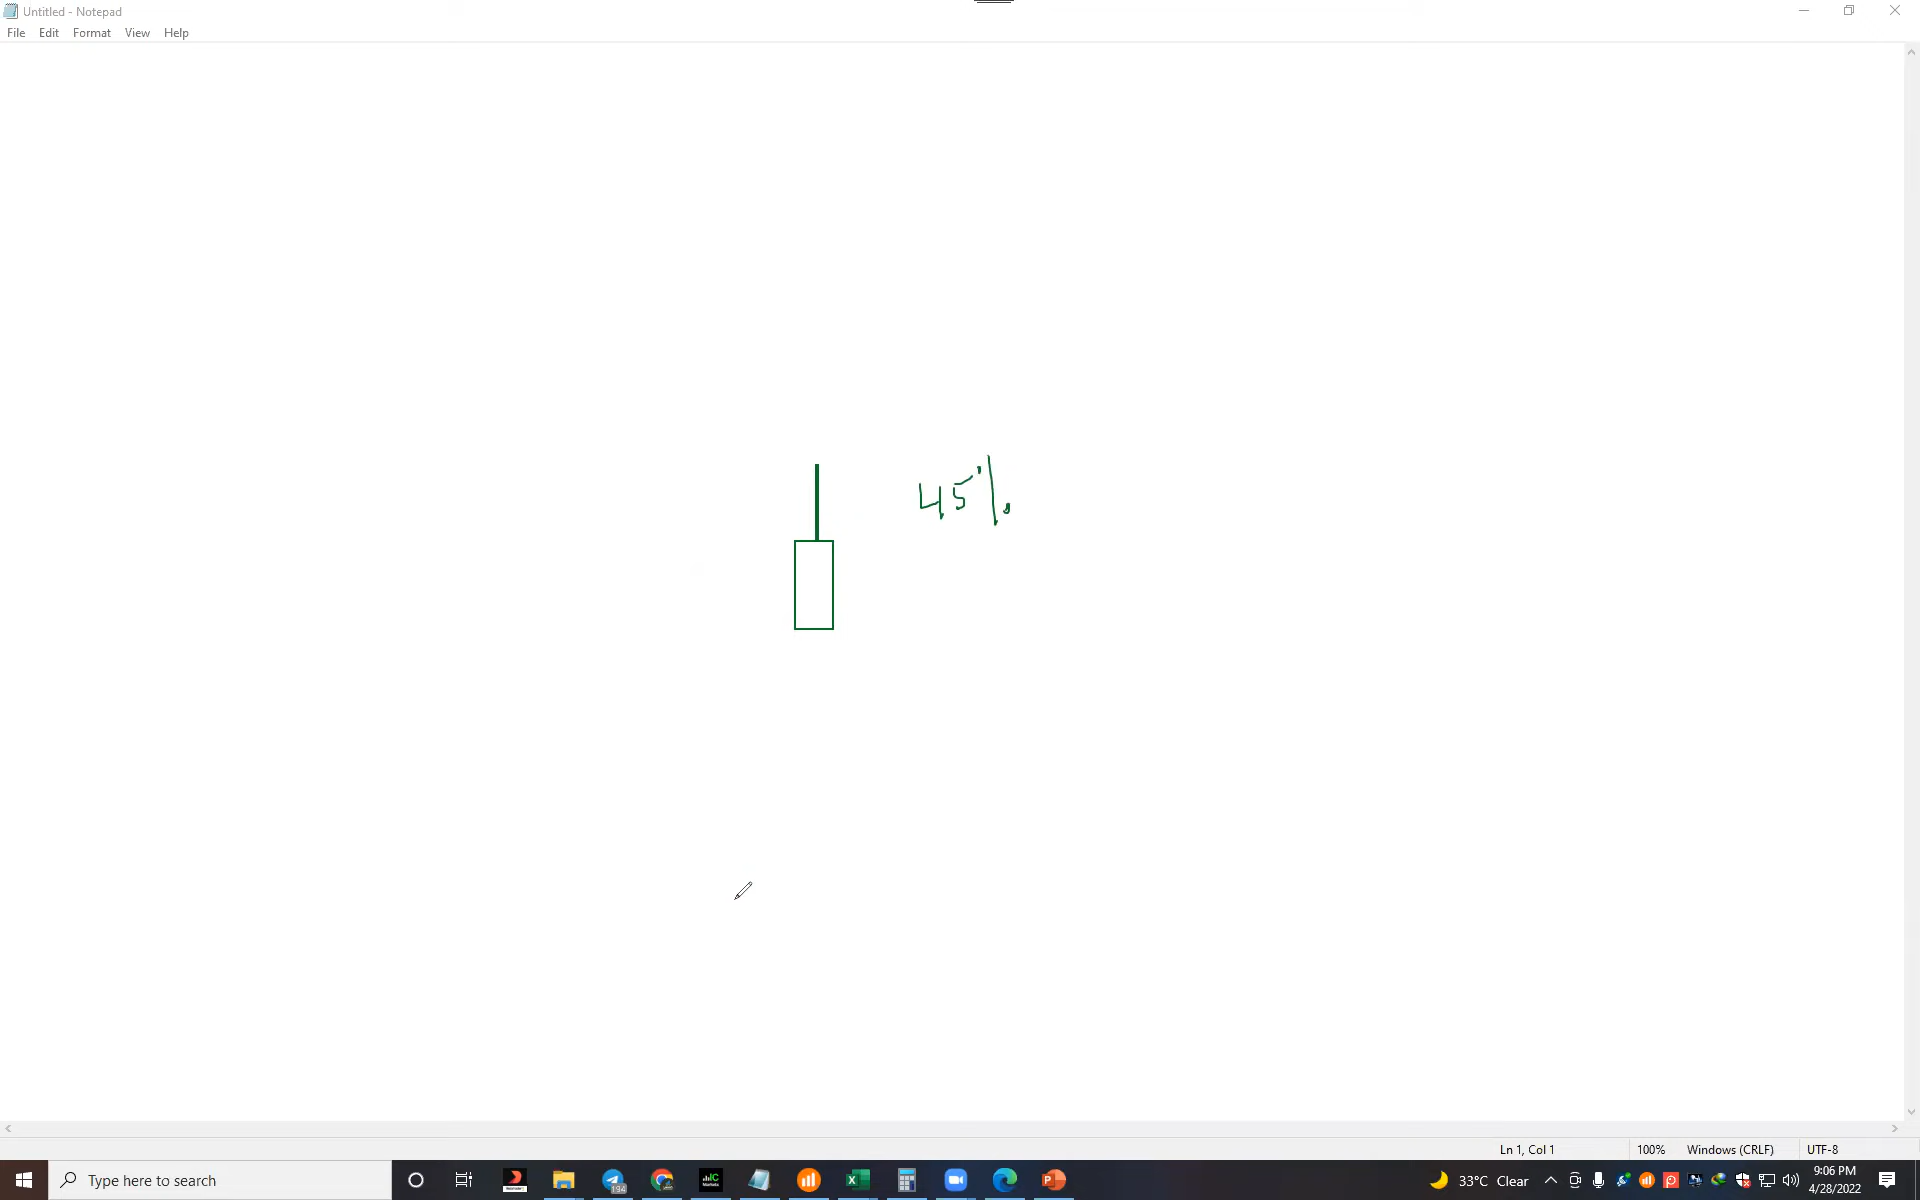 Untitled - Notepad
File Edit Format View Help
45%
Ln 1, Col 1 100% Windows (CRLF) UTF-8
Type here to search
194
33°C Clear
9:06 PM
4/28/2022